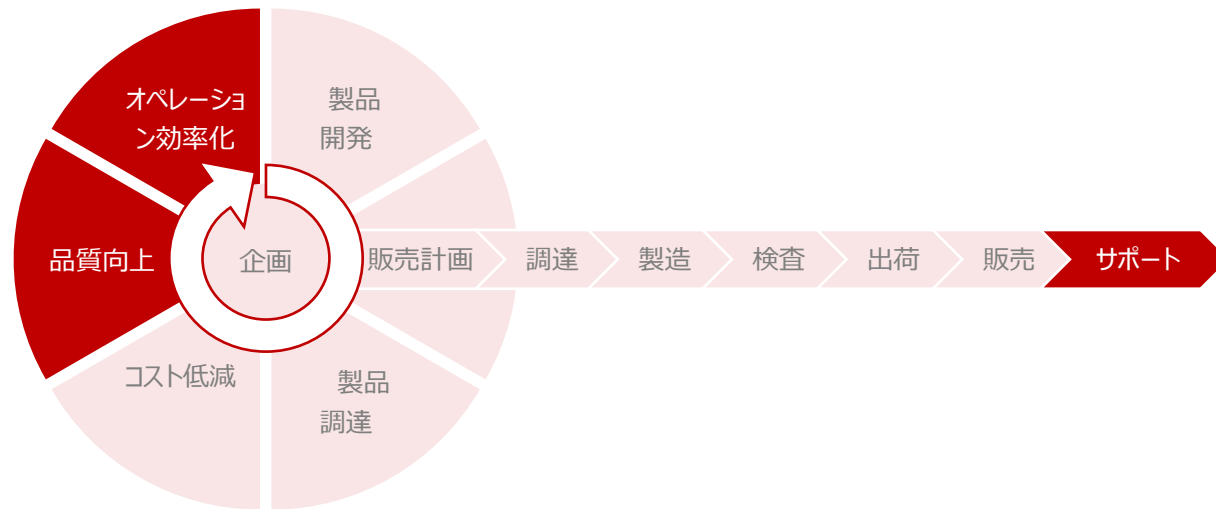 オペレーショ
ン効率化
製品
開発
品質向上
企画
販売計画
調達
製造
検査
出荷
販売
サポート
コスト低減
製品
調達